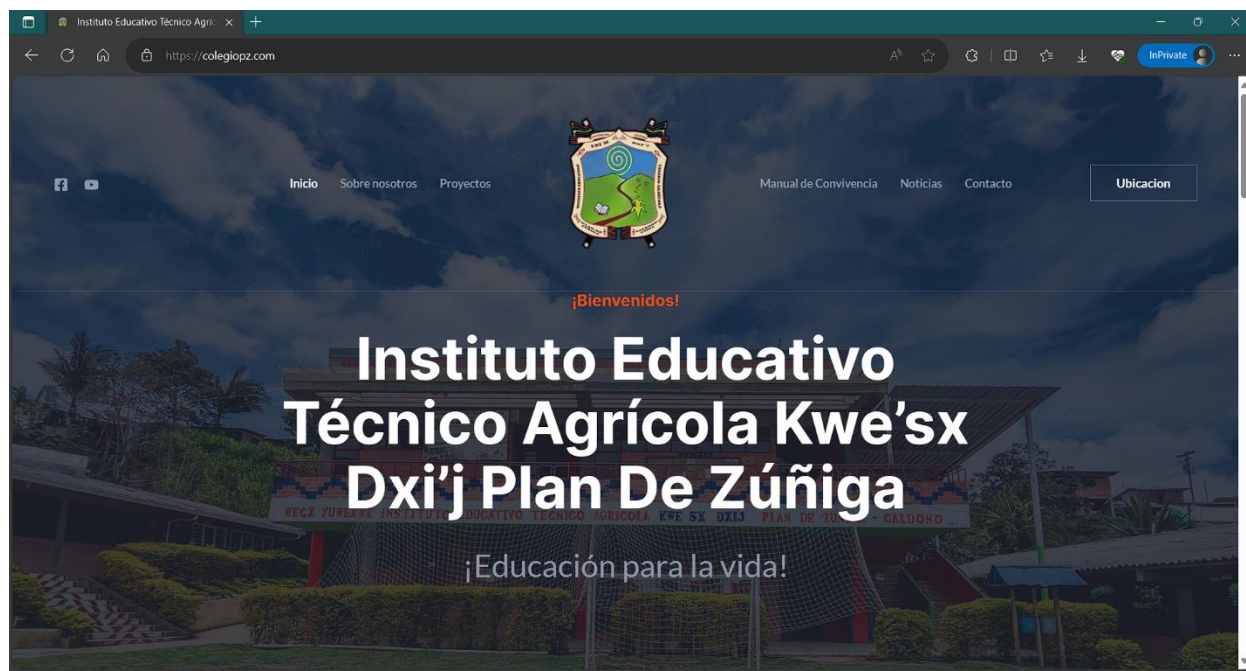 Instituto Educativo Técnico Agríc
https://colegiopz.com
InPrivate
Inicio
Sobre nosotros
Proyectos
Manual de Convivencia
Noticias
Contacto
Ubicacion
¡Bienvenidos!
Instituto Educativo
Técnico Agrícola Kwe’sx
Dxi’j Plan De Zúñiga
INSTITUTO EDUCATIVO TECNICO AGRICOLA KWE SX DXIJ PLAN DE ZUÑIGA - CALDONO
¡Educación para la vida!